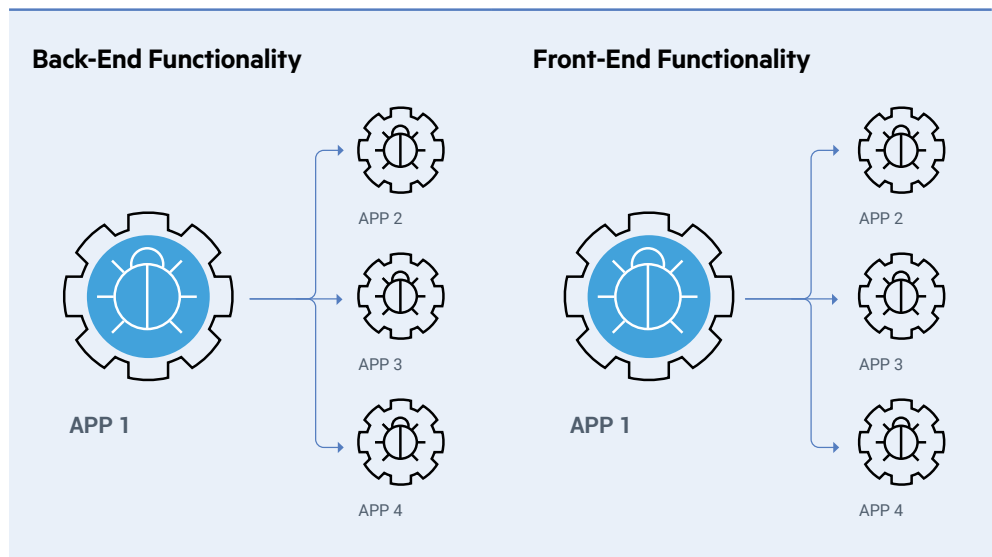 Back-End Functionality
APP 1
APP 2
APP 3
APP 4
Front-End Functionality
APP 1
APP 2
APP 3
APP 4